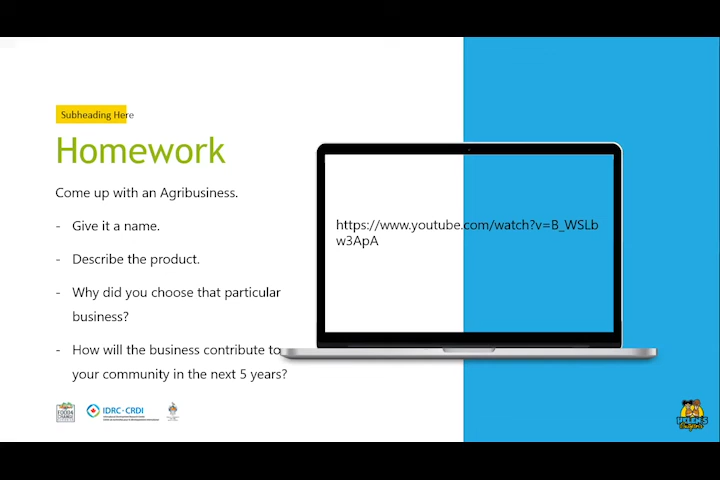 Subheading Here
Homework
Come up with an Agribusiness.
- Give it a name.
- Describe the product.
- Why did you choose that particular
business?
- How will the business contribute to
your community in the next 5 years?
https://www.youtube.com/watch?v=B_WSLb
w3ApA
IDRC · CRDI
HELEN'S